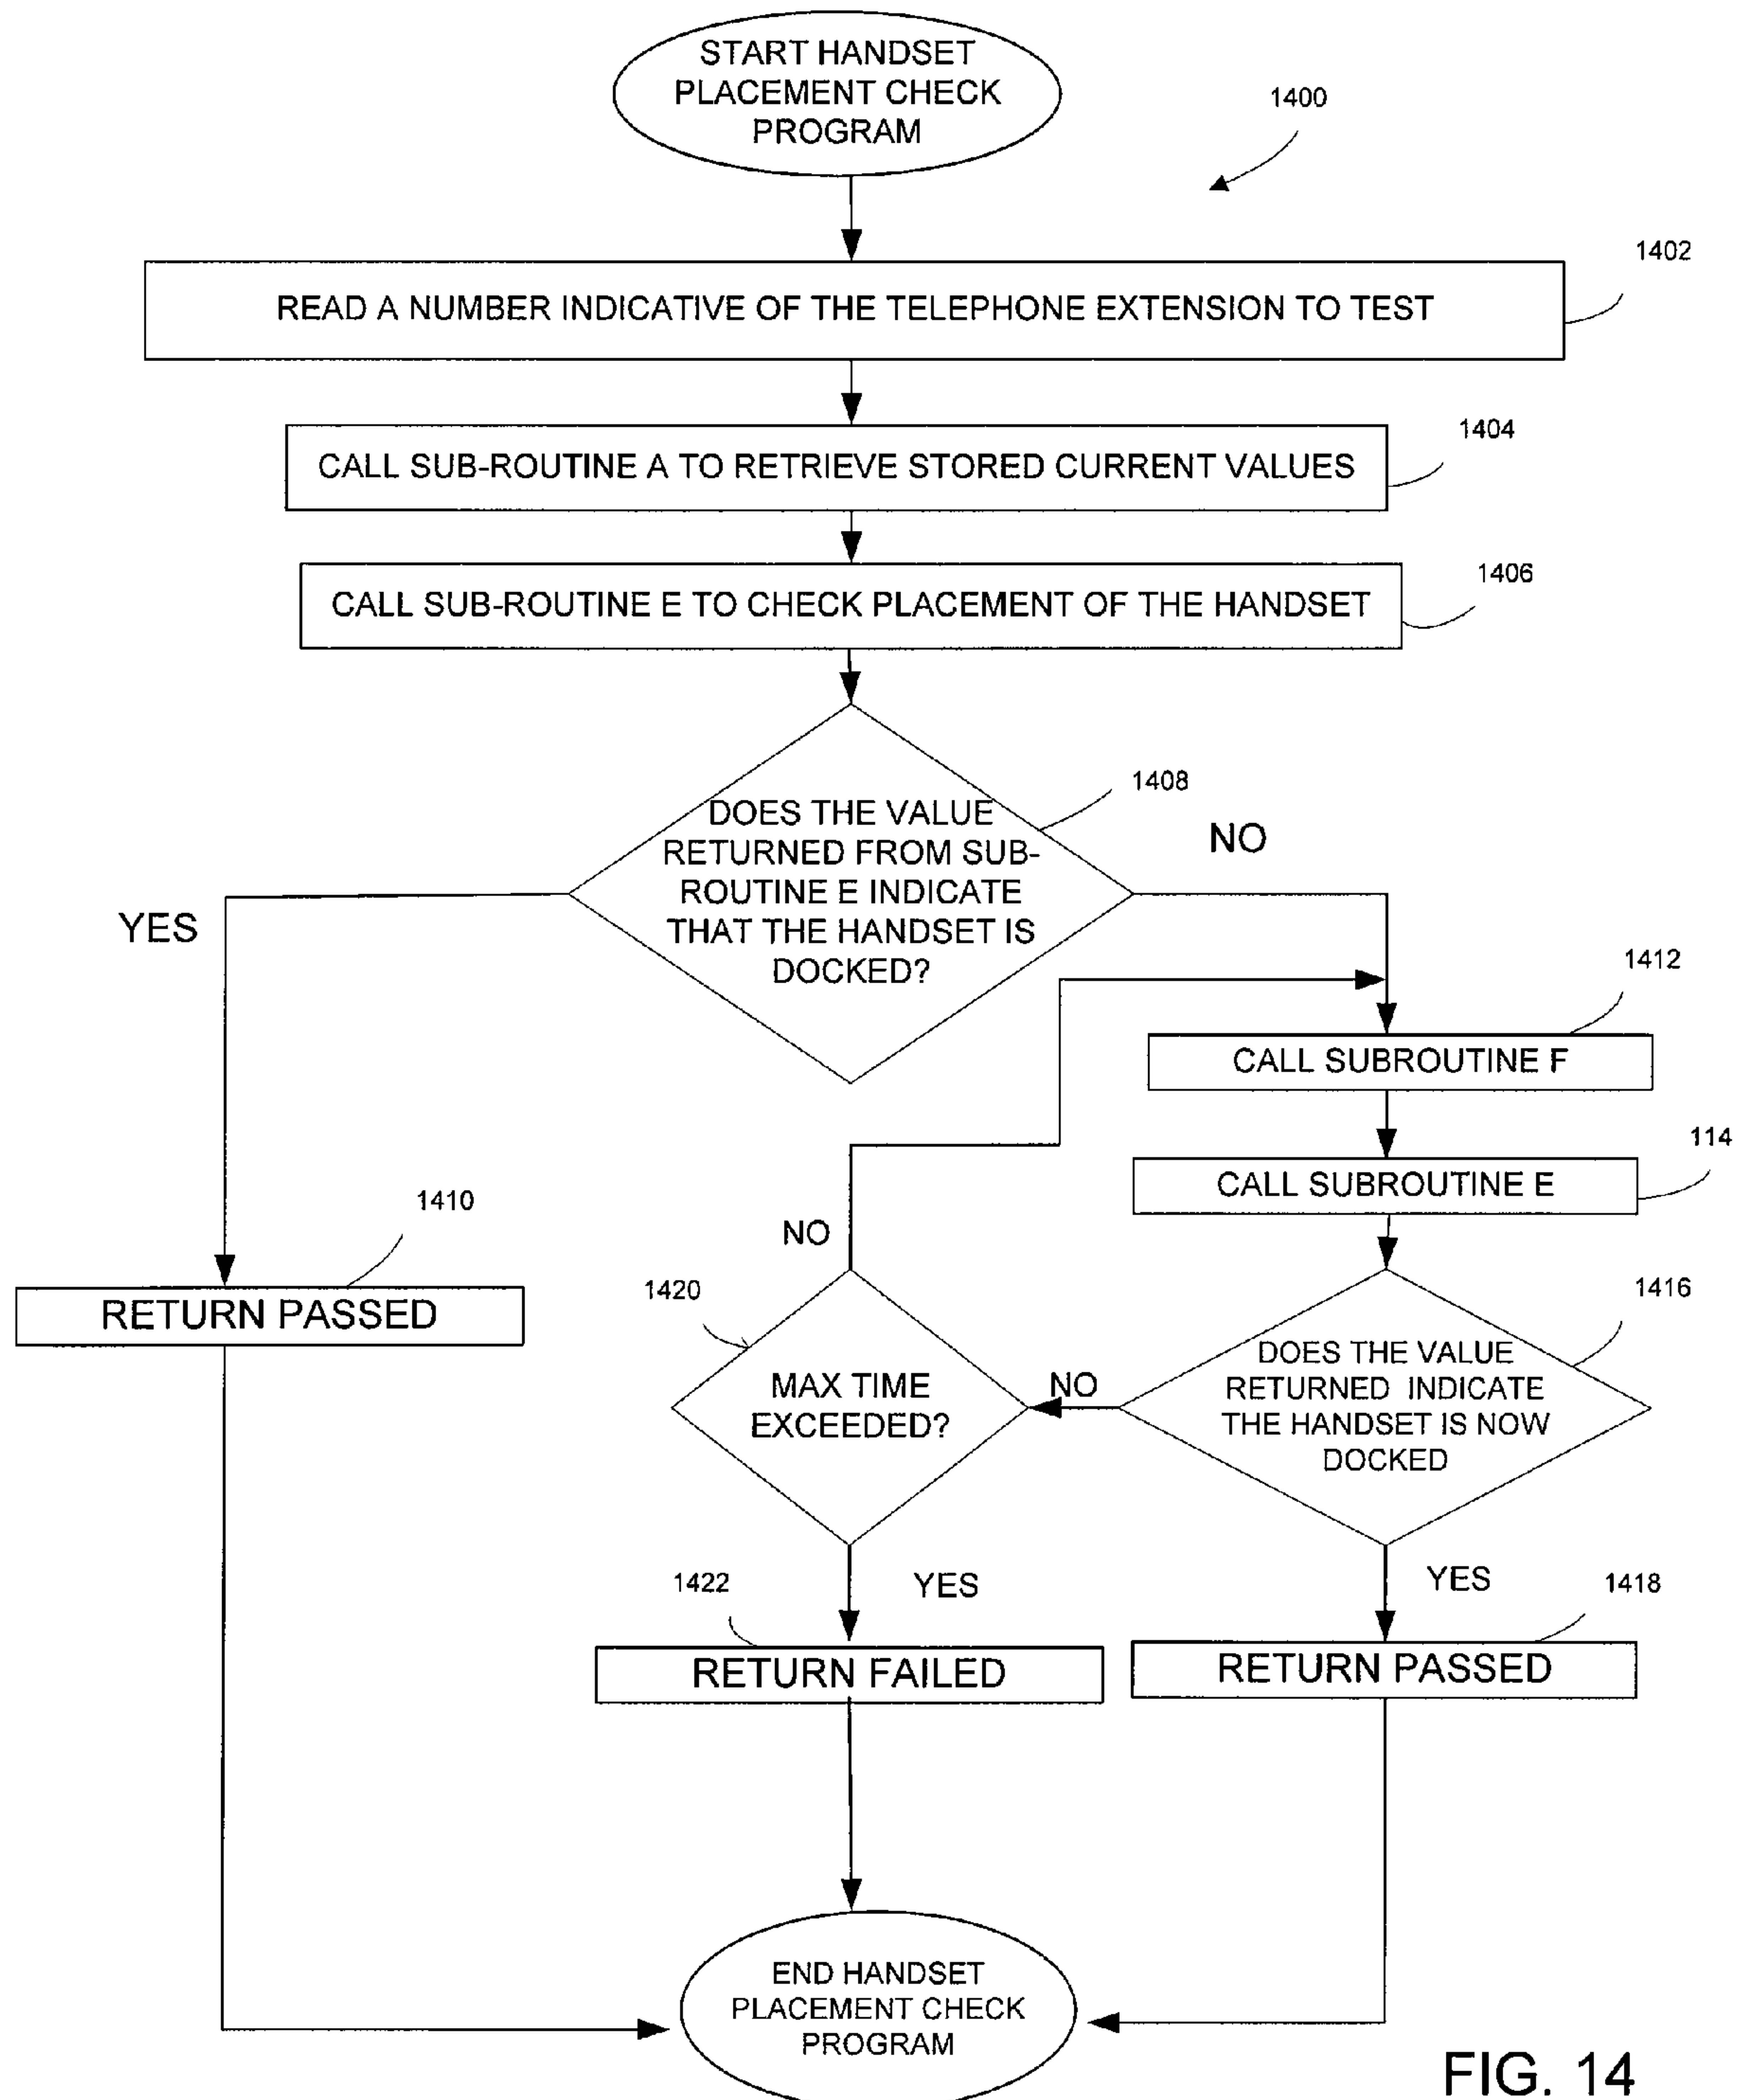 START HANDSET
PLACEMENT CHECK
PROGRAM
1400
1402
READ A NUMBER INDICATIVE OF THE TELEPHONE EXTENSION TO TEST
1404
CALL SUB-ROUTINE A TO RETRIEVE STORED CURRENT VALUES
1406
CALL SUB-ROUTINE E TO CHECK PLACEMENT OF THE HANDSET
1408
DOES THE VALUE
RETURNED FROM SUB-
ROUTINE E INDICATE
THAT THE HANDSET IS
DOCKED?
NO
YES
1412
CALL SUBROUTINE F
114
CALL SUBROUTINE E
1410
RETURN PASSED
NO
1420
MAX TIME
EXCEEDED?
NO
1416
DOES THE VALUE
RETURNED INDICATE
THE HANDSET IS NOW
DOCKED
1422
YES
RETURN FAILED
YES
1418
RETURN PASSED
END HANDSET
PLACEMENT CHECK
PROGRAM
FIG. 14